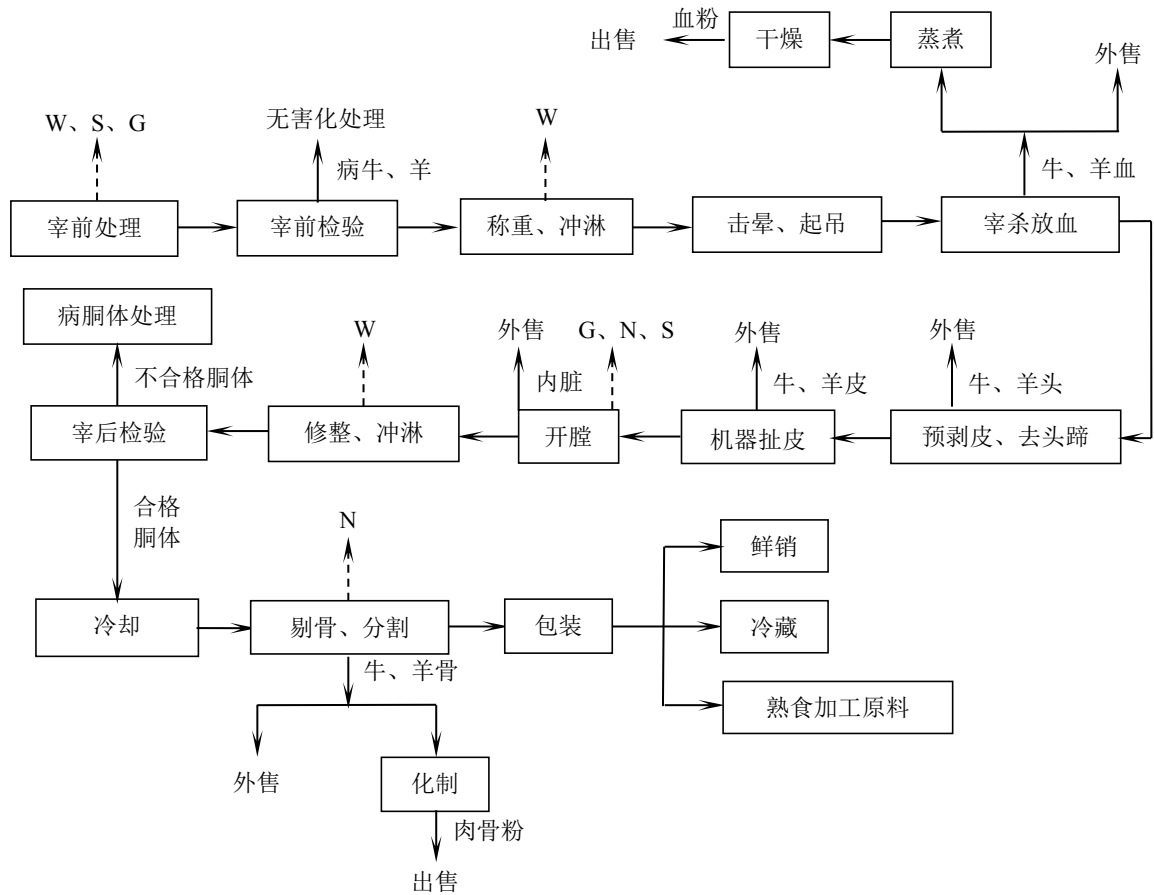 血粉
出售
干燥
蒸煮
外售
W、S、G
无害化处理
W
病牛、羊
牛、羊血
宰前处理
宰前检验
称重、冲淋
击晕、起吊
宰杀放血
病胴体处理
W
外售
G、N、S
外售
外售
不合格胴体
内脏
牛、羊皮
牛、羊头
宰后检验
修整、冲淋
开膛
机器扯皮
预剥皮、去头蹄
合格
胴体
N
鲜销
冷却
剔骨、分割
包装
冷藏
牛、羊骨
熟食加工原料
外售
化制
肉骨粉
出售